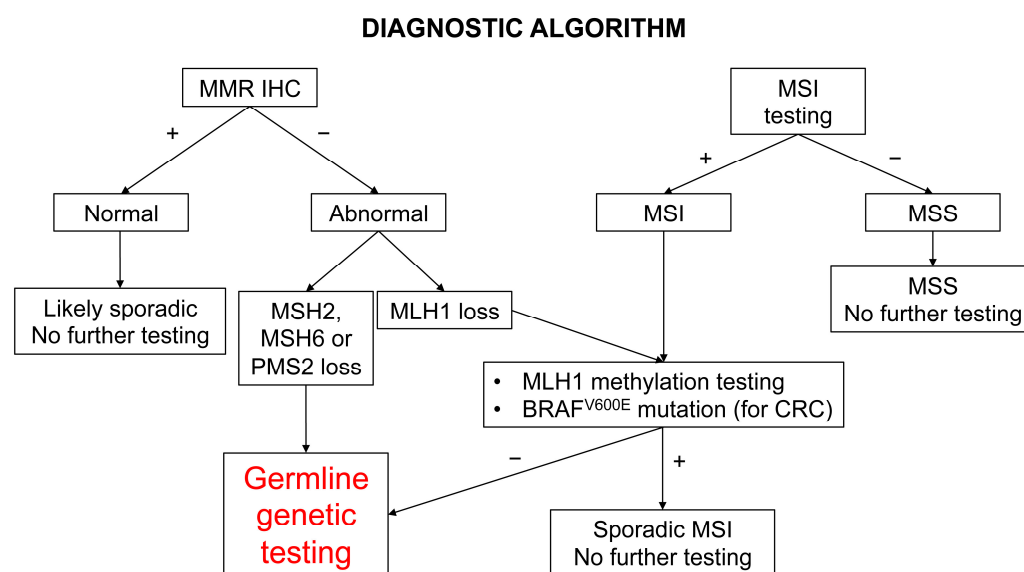 DIAGNOSTIC ALGORITHM
MMR IHC
MSI
testing
+
−
+
−
Normal
Abnormal
MSI
MSS
Likely sporadic
No further testing
MSH2,
MSH6 or
PMS2 loss
MLH1 loss
MSS
No further testing
• MLH1 methylation testing
• BRAFV600E mutation (for CRC)
−
+
Germline
genetic
testing
Sporadic MSI
No further testing